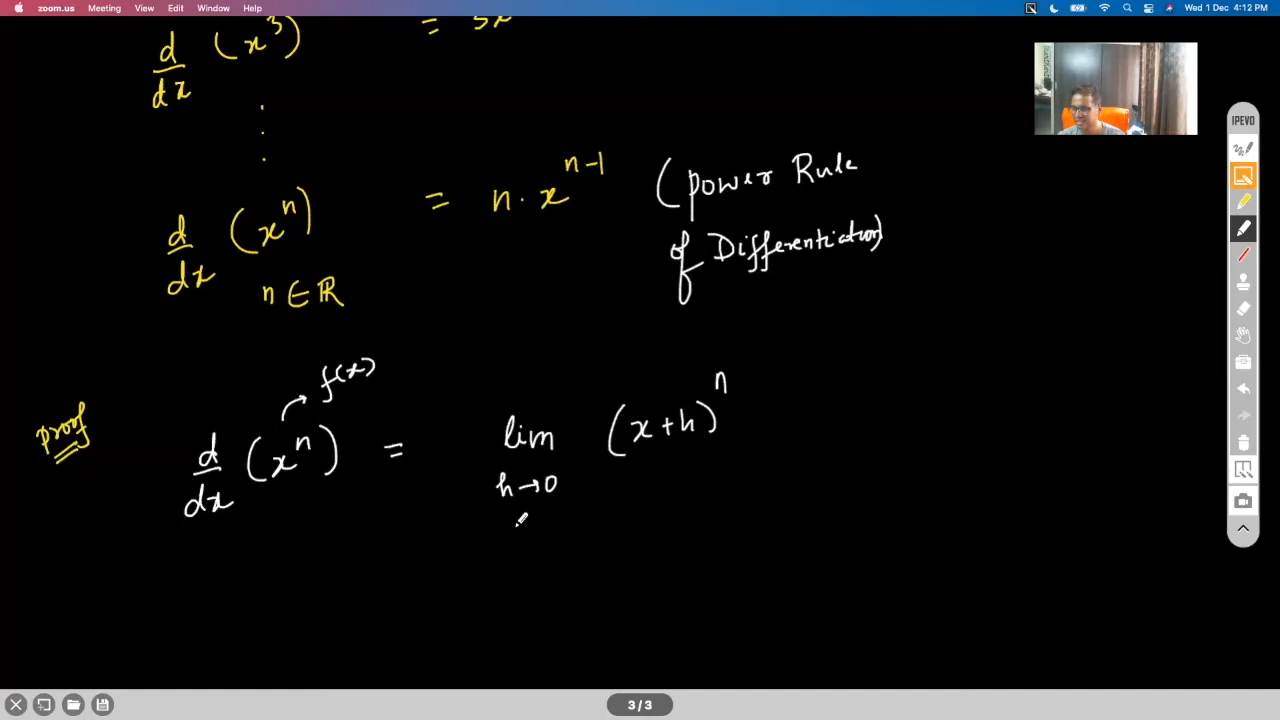 zoom.us Meeting View Edit Window Help Wed 1 Dec 4:12 PM
d/dx (x³) = 3x
IPEVO
d/dx (xⁿ) = n · xⁿ⁻¹ (power Rule
of Differentiation)
n ∈ ℝ
f(x)
Proof d/dx (xⁿ) = lim (x+h)ⁿ
h→0
3/3